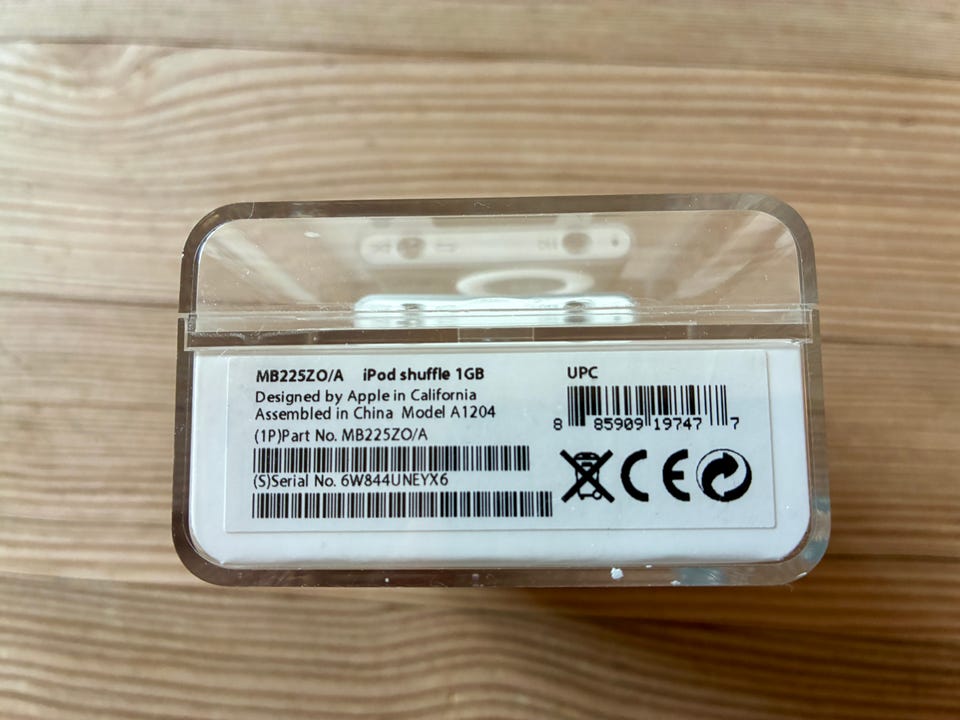 MB225ZO/A iPod shuffle 1GB
Designed by Apple in California
Assembled in China Model A1204
(1P)Part No. MB225ZO/A
(S)Serial No. 6W844UNEYX6
UPC
8 85909 19747 7
CE